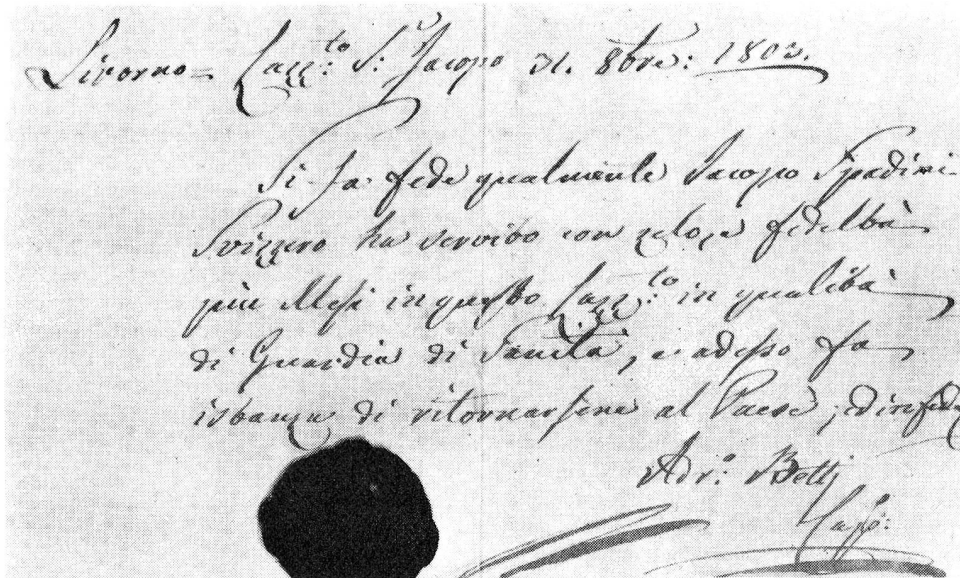 Livorno = Lazz:to S: Jacopo 31. 8bre: 1803.
Si fa fede qualmente Jacopo Spadini
Svizzero ha servito con zelo, e fedeltà
più Mesi in questo Lazz:to in qualità
di Guardia di Sanità, e adesso fa
istanza di ritornarsene al Paese; ed in fede
Adr:o Betti
Cap:o